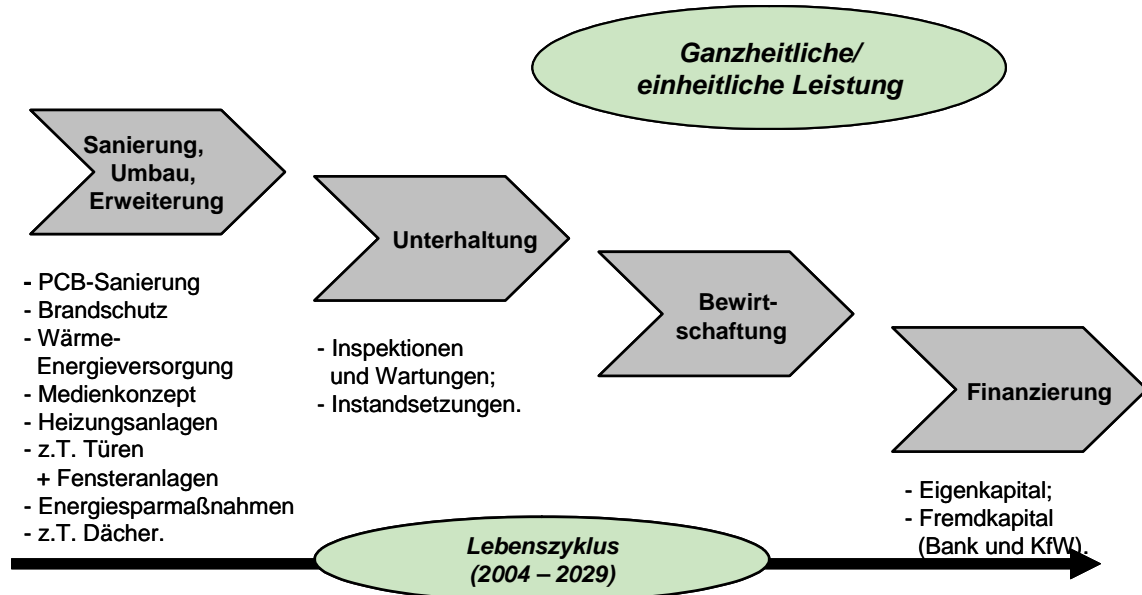 Ganzheitliche/
einheitliche Leistung
Sanierung,
Umbau,
Erweiterung
- PCB-Sanierung
- Brandschutz
- Wärme-
Energieversorgung
- Medienkonzept
- Heizungsanlagen
- z.T. Türen
+ Fensteranlagen
- Energiesparmaßnahmen
- z.T. Dächer.
Unterhaltung
- Inspektionen
und Wartungen;
- Instandsetzungen.
Bewirt-
schaftung
Finanzierung
- Eigenkapital;
- Fremdkapital
(Bank und KfW).
Lebenszyklus
(2004 – 2029)